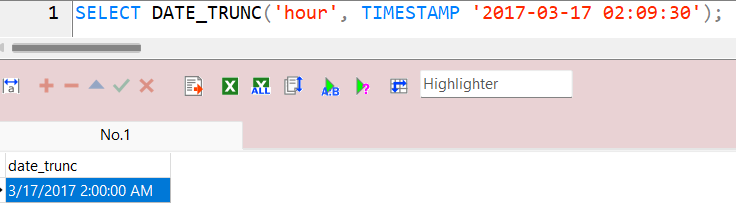 1 SELECT DATE_TRUNC('hour', TIMESTAMP '2017-03-17 02:09:30');
a ALL A:B ? Highlighter
No.1
date_trunc
3/17/2017 2:00:00 AM